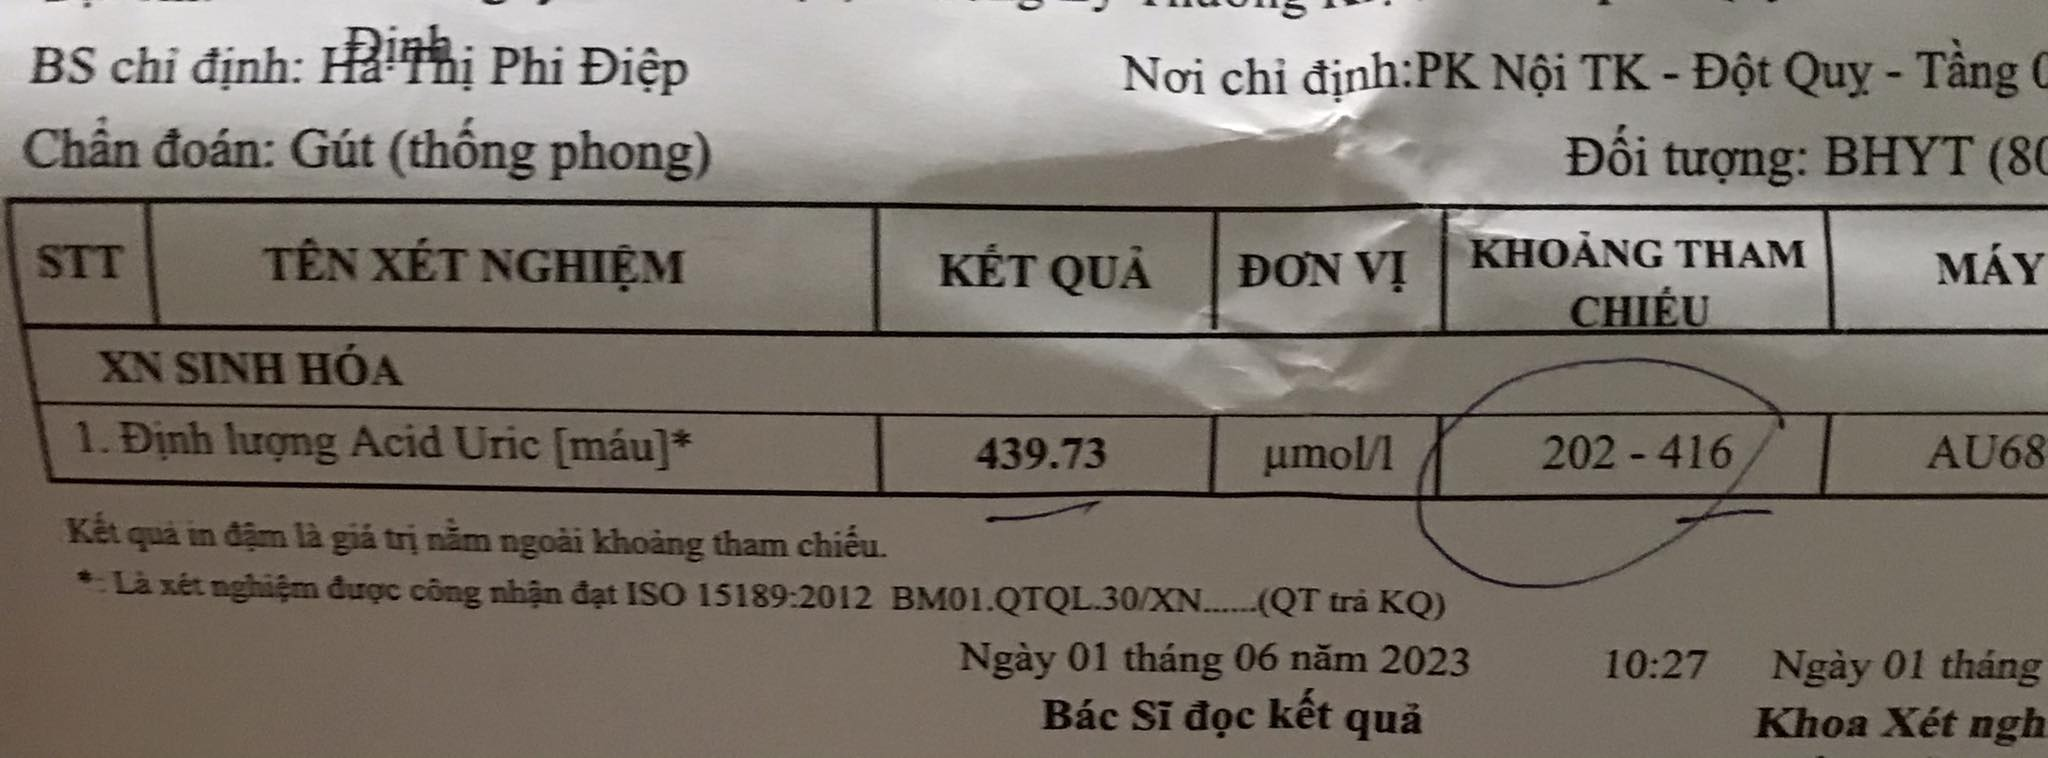 Định
BS chỉ định: Hà Thị Phi Điệp Nơi chỉ định:PK Nội TK - Đột Quỵ - Tầng
Chẩn đoán: Gút (thống phong) Đối tượng: BHYT (80
STT TÊN XÉT NGHIỆM KẾT QUẢ ĐƠN VỊ KHOẢNG THAM CHIẾU MÁY
XN SINH HÓA
1. Định lượng Acid Uric [máu]* 439.73 µmol/l 202 - 416 AU68
Kết quả in đậm là giá trị nằm ngoài khoảng tham chiếu.
*: Là xét nghiệm được công nhận đạt ISO 15189:2012 BM01.QTQL.30/XN......(QT trả KQ)
Ngày 01 tháng 06 năm 2023 10:27 Ngày 01 tháng
Bác Sĩ đọc kết quả Khoa Xét ngh